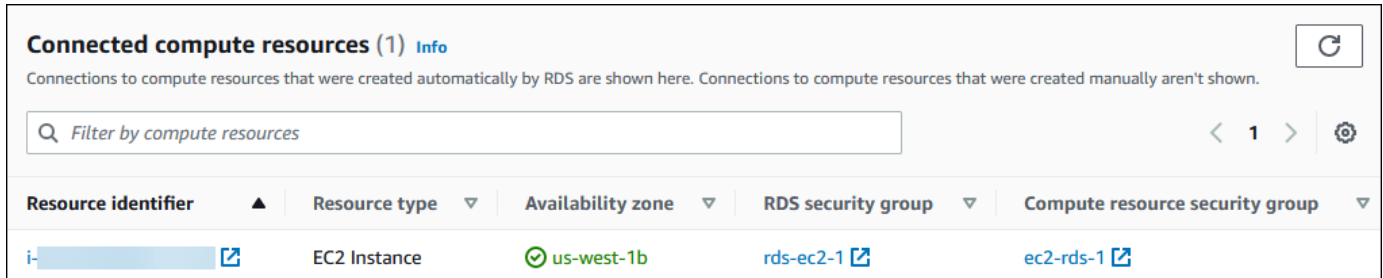 Connected compute resources (1) Info
Connections to compute resources that were created automatically by RDS are shown here. Connections to compute resources that were created manually aren't shown.
Filter by compute resources
1
Resource identifier Resource type Availability zone RDS security group Compute resource security group
i- EC2 Instance us-west-1b rds-ec2-1 ec2-rds-1